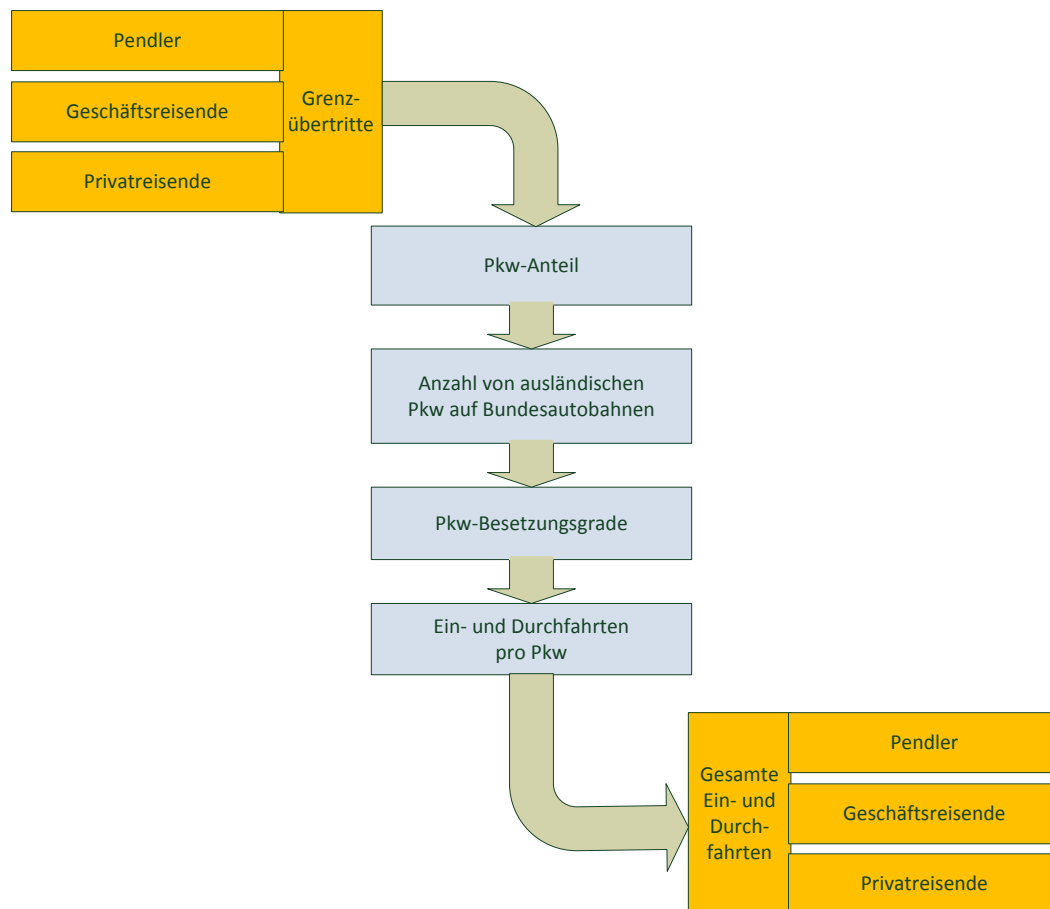 Pendler
Geschäftsreisende
Privatreisende
Grenz-
übertritte
Pkw-Anteil
Anzahl von ausländischen
Pkw auf Bundesautobahnen
Pkw-Besetzungsgrade
Ein- und Durchfahrten
pro Pkw
Gesamte
Ein- und
Durch-
fahrten
Pendler
Geschäftsreisende
Privatreisende